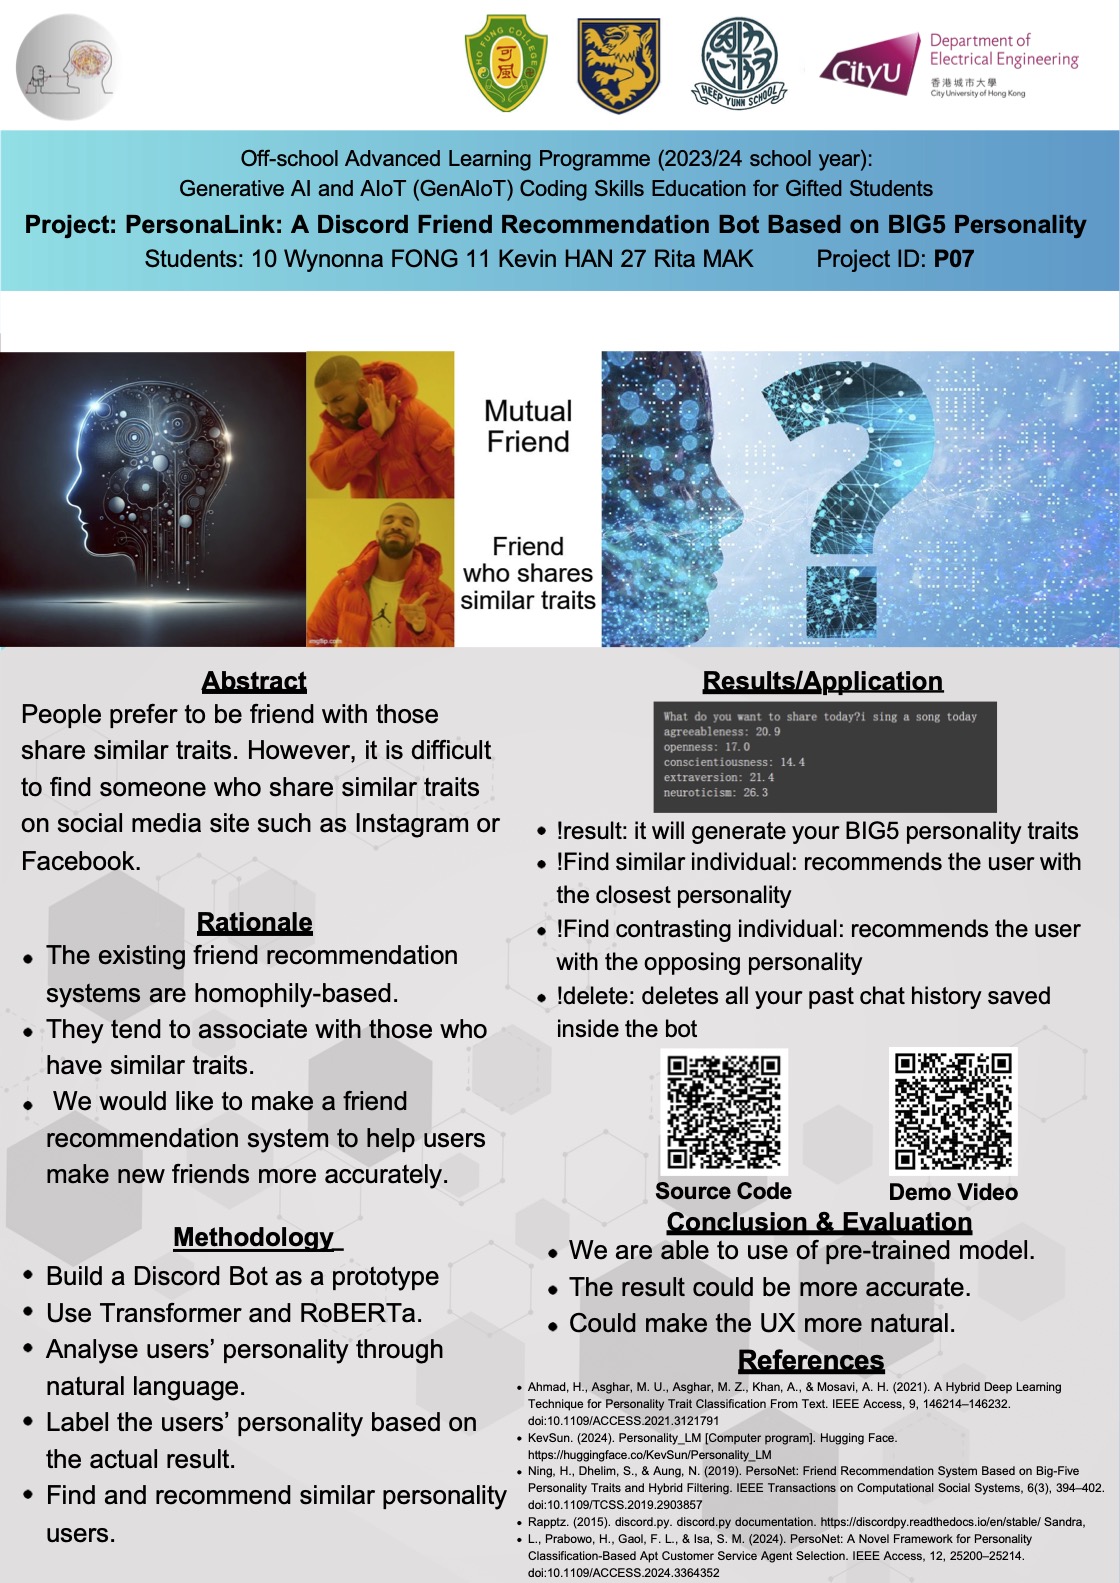 HO FUNG COLLEGE
可風
HEEP YUNN SCHOOL
CityU
Department of
Electrical Engineering
香港城市大學
City University of Hong Kong
Off-school Advanced Learning Programme (2023/24 school year):
Generative AI and AIoT (GenAIoT) Coding Skills Education for Gifted Students
Project: PersonaLink: A Discord Friend Recommendation Bot Based on BIG5 Personality
Students: 10 Wynonna FONG 11 Kevin HAN 27 Rita MAK Project ID: P07
Mutual
Friend
Friend
who shares
similar traits
imgflip.com
Abstract
People prefer to be friend with those
share similar traits. However, it is difficult
to find someone who share similar traits
on social media site such as Instagram or
Facebook.
Rationale
• The existing friend recommendation
systems are homophily-based.
• They tend to associate with those who
have similar traits.
• We would like to make a friend
recommendation system to help users
make new friends more accurately.
Methodology
• Build a Discord Bot as a prototype
• Use Transformer and RoBERTa.
• Analyse users’ personality through
natural language.
• Label the users’ personality based on
the actual result.
• Find and recommend similar personality
users.
Results/Application
What do you want to share today?i sing a song today
agreeableness: 20.9
openness: 17.0
conscientiousness: 14.4
extraversion: 21.4
neuroticism: 26.3
• !result: it will generate your BIG5 personality traits
• !Find similar individual: recommends the user with
the closest personality
• !Find contrasting individual: recommends the user
with the opposing personality
• !delete: deletes all your past chat history saved
inside the bot
Source Code
Demo Video
Conclusion & Evaluation
• We are able to use of pre-trained model.
• The result could be more accurate.
• Could make the UX more natural.
References
• Ahmad, H., Asghar, M. U., Asghar, M. Z., Khan, A., & Mosavi, A. H. (2021). A Hybrid Deep Learning
Technique for Personality Trait Classification From Text. IEEE Access, 9, 146214–146232.
doi:10.1109/ACCESS.2021.3121791
• KevSun. (2024). Personality_LM [Computer program]. Hugging Face.
https://huggingface.co/KevSun/Personality_LM
• Ning, H., Dhelim, S., & Aung, N. (2019). PersoNet: Friend Recommendation System Based on Big-Five
Personality Traits and Hybrid Filtering. IEEE Transactions on Computational Social Systems, 6(3), 394–402.
doi:10.1109/TCSS.2019.2903857
• Rapptz. (2015). discord.py. discord.py documentation. https://discordpy.readthedocs.io/en/stable/ Sandra,
• L., Prabowo, H., Gaol, F. L., & Isa, S. M. (2024). PersoNet: A Novel Framework for Personality
Classification-Based Apt Customer Service Agent Selection. IEEE Access, 12, 25200–25214.
doi:10.1109/ACCESS.2024.3364352